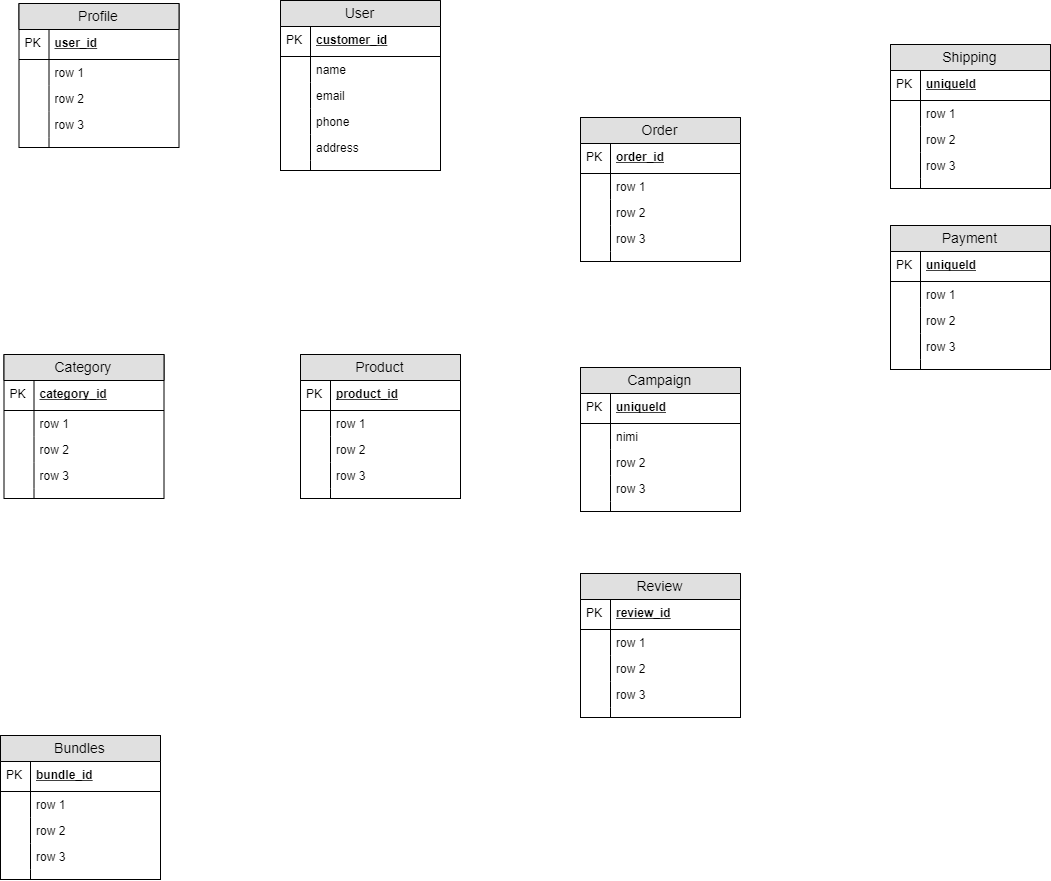 Profile
PK user_id
row 1
row 2
row 3
User
PK customer_id
name
email
phone
address
Shipping
PK uniqueId
row 1
row 2
row 3
Order
PK order_id
row 1
row 2
row 3
Payment
PK uniqueId
row 1
row 2
row 3
Category
PK category_id
row 1
row 2
row 3
Product
PK product_id
row 1
row 2
row 3
Campaign
PK uniqueId
nimi
row 2
row 3
Review
PK review_id
row 1
row 2
row 3
Bundles
PK bundle_id
row 1
row 2
row 3